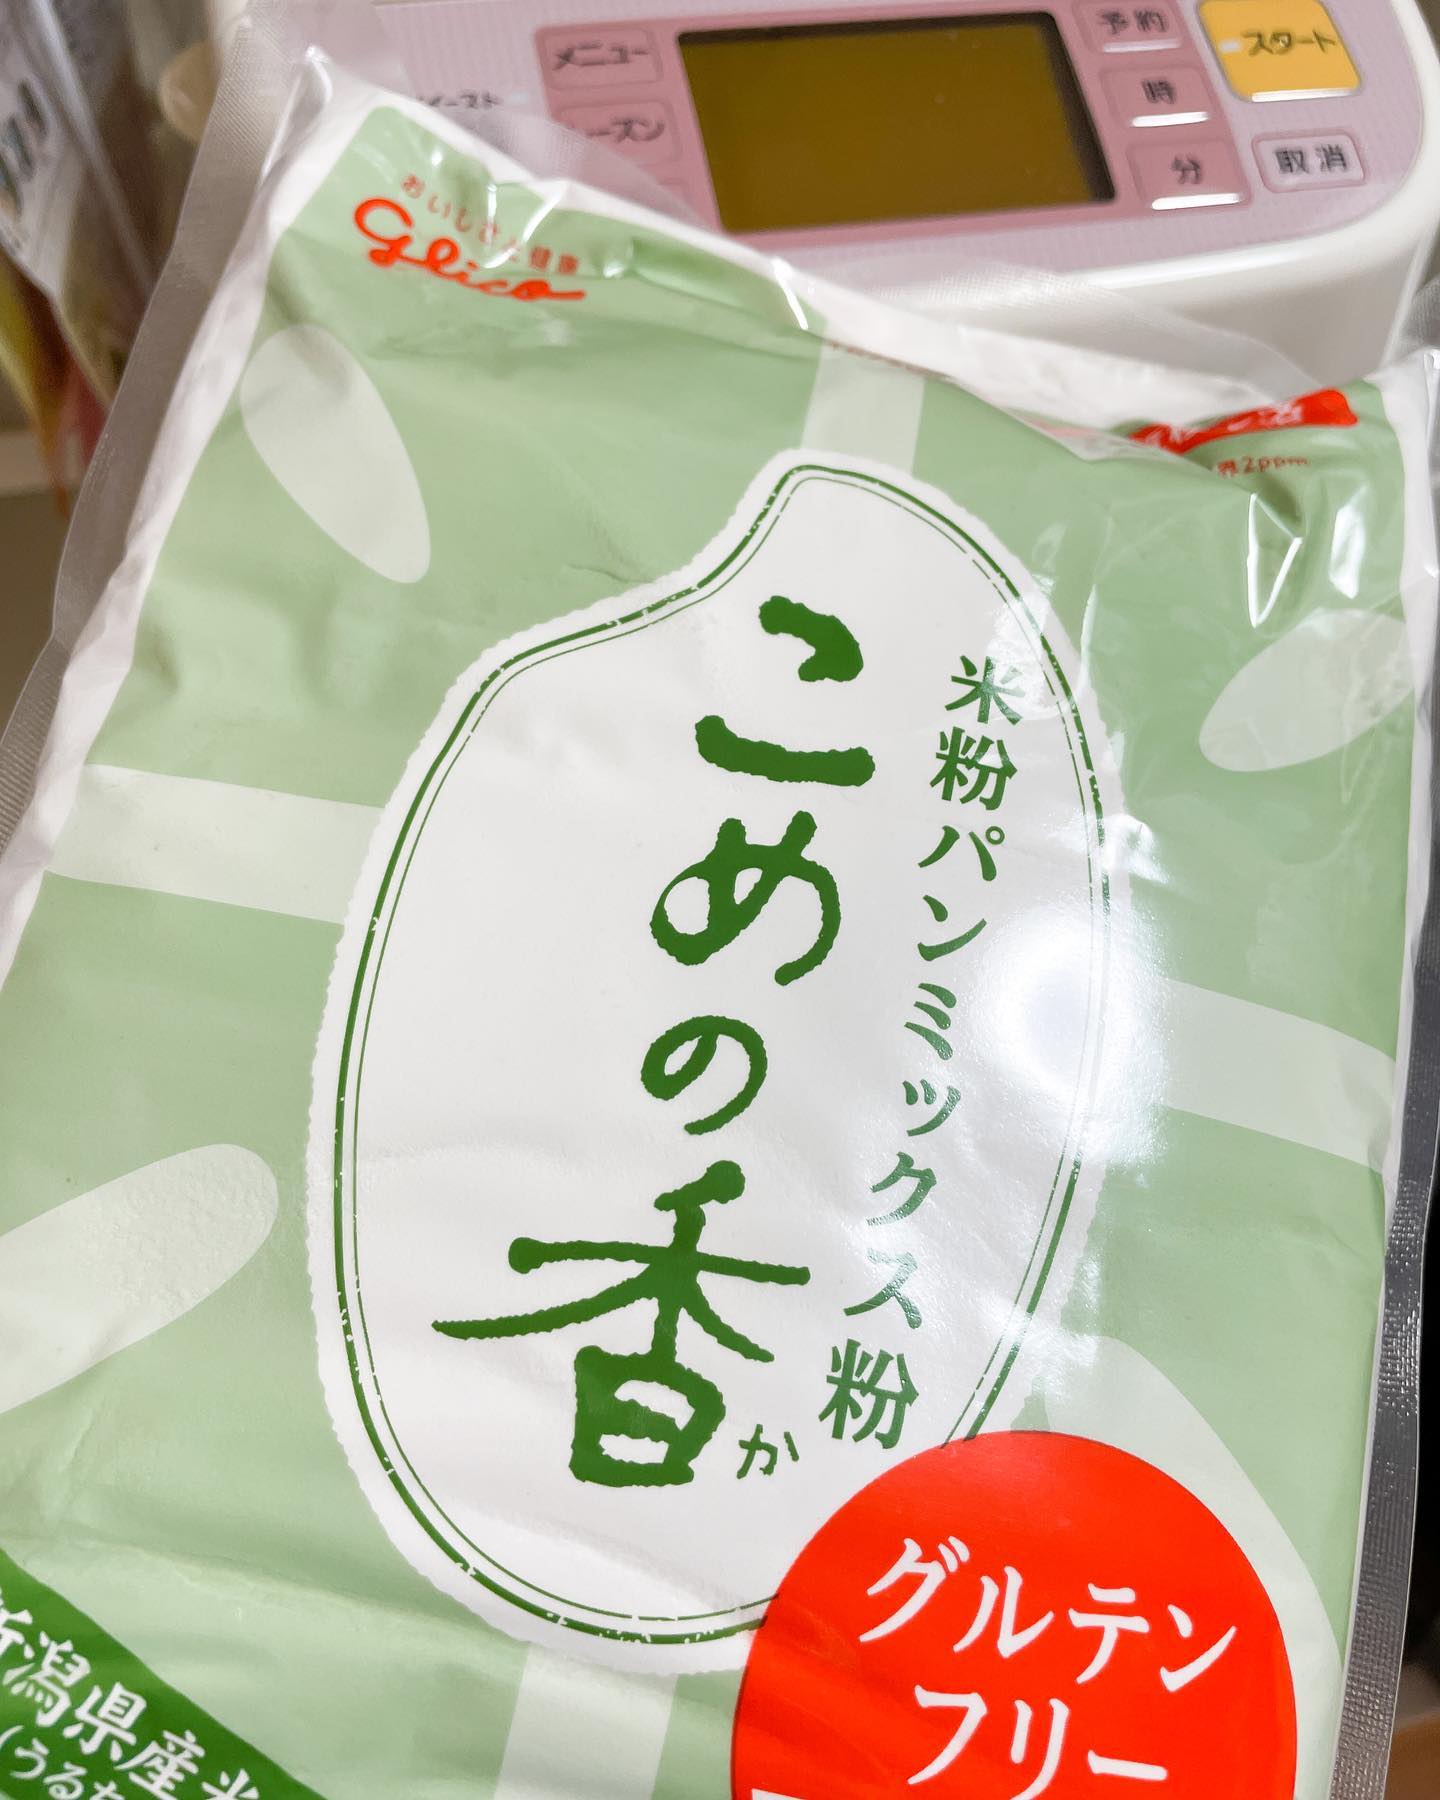 メニュー
予約
スタート
時
分
取消
おいしさと健康
glico
2ppm
米粉パンミックス粉
こめの香
か
グルテン
フリー
新潟県産米